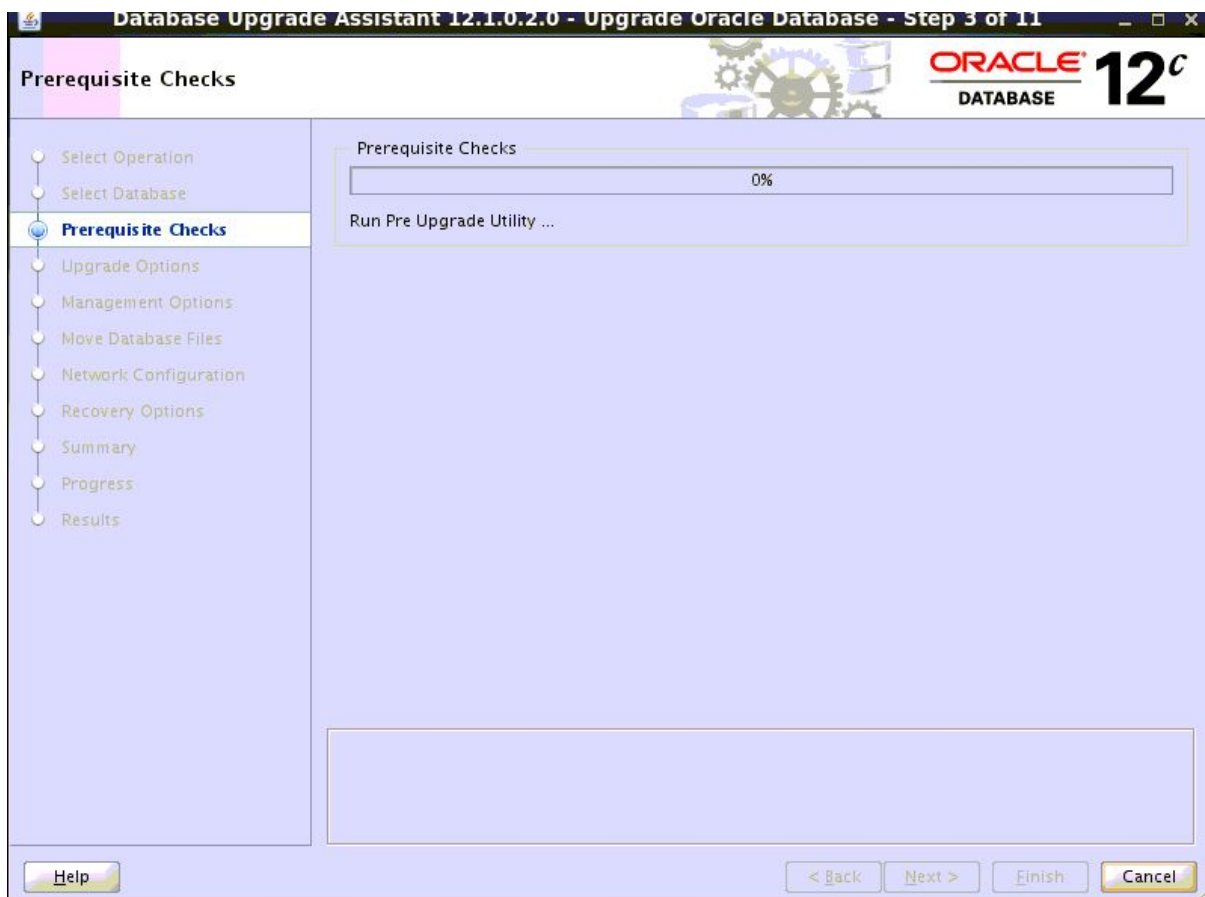 Database Upgrade Assistant 12.1.0.2.0 - Upgrade Oracle Database - Step 3 of 11
Prerequisite Checks
ORACLE
DATABASE
12c
Select Operation
Select Database
Prerequisite Checks
Upgrade Options
Management Options
Move Database Files
Network Configuration
Recovery Options
Summary
Progress
Results
Prerequisite Checks
0%
Run Pre Upgrade Utility ...
Help
< Back
Next >
Finish
Cancel